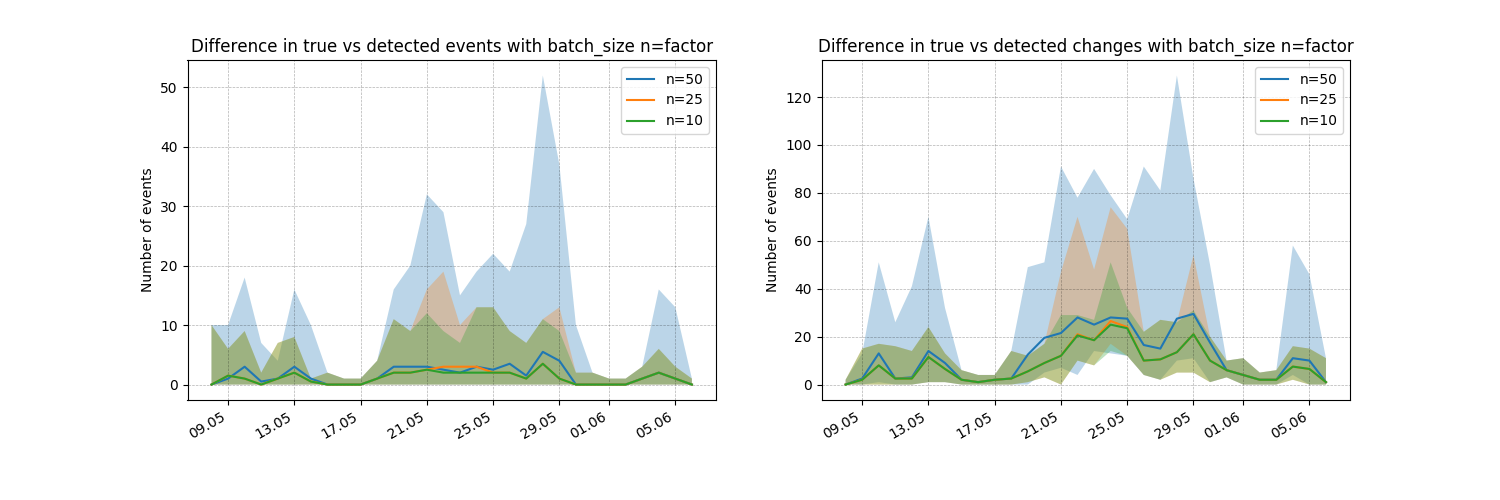 Difference in true vs detected events with batch_size n=factor
Number of events
50
40
30
20
10
0
n=50
n=25
n=10
09.05
13.05
17.05
21.05
25.05
29.05
01.06
05.06
Difference in true vs detected changes with batch_size n=factor
Number of events
120
100
80
60
40
20
0
n=50
n=25
n=10
09.05
13.05
17.05
21.05
25.05
29.05
01.06
05.06